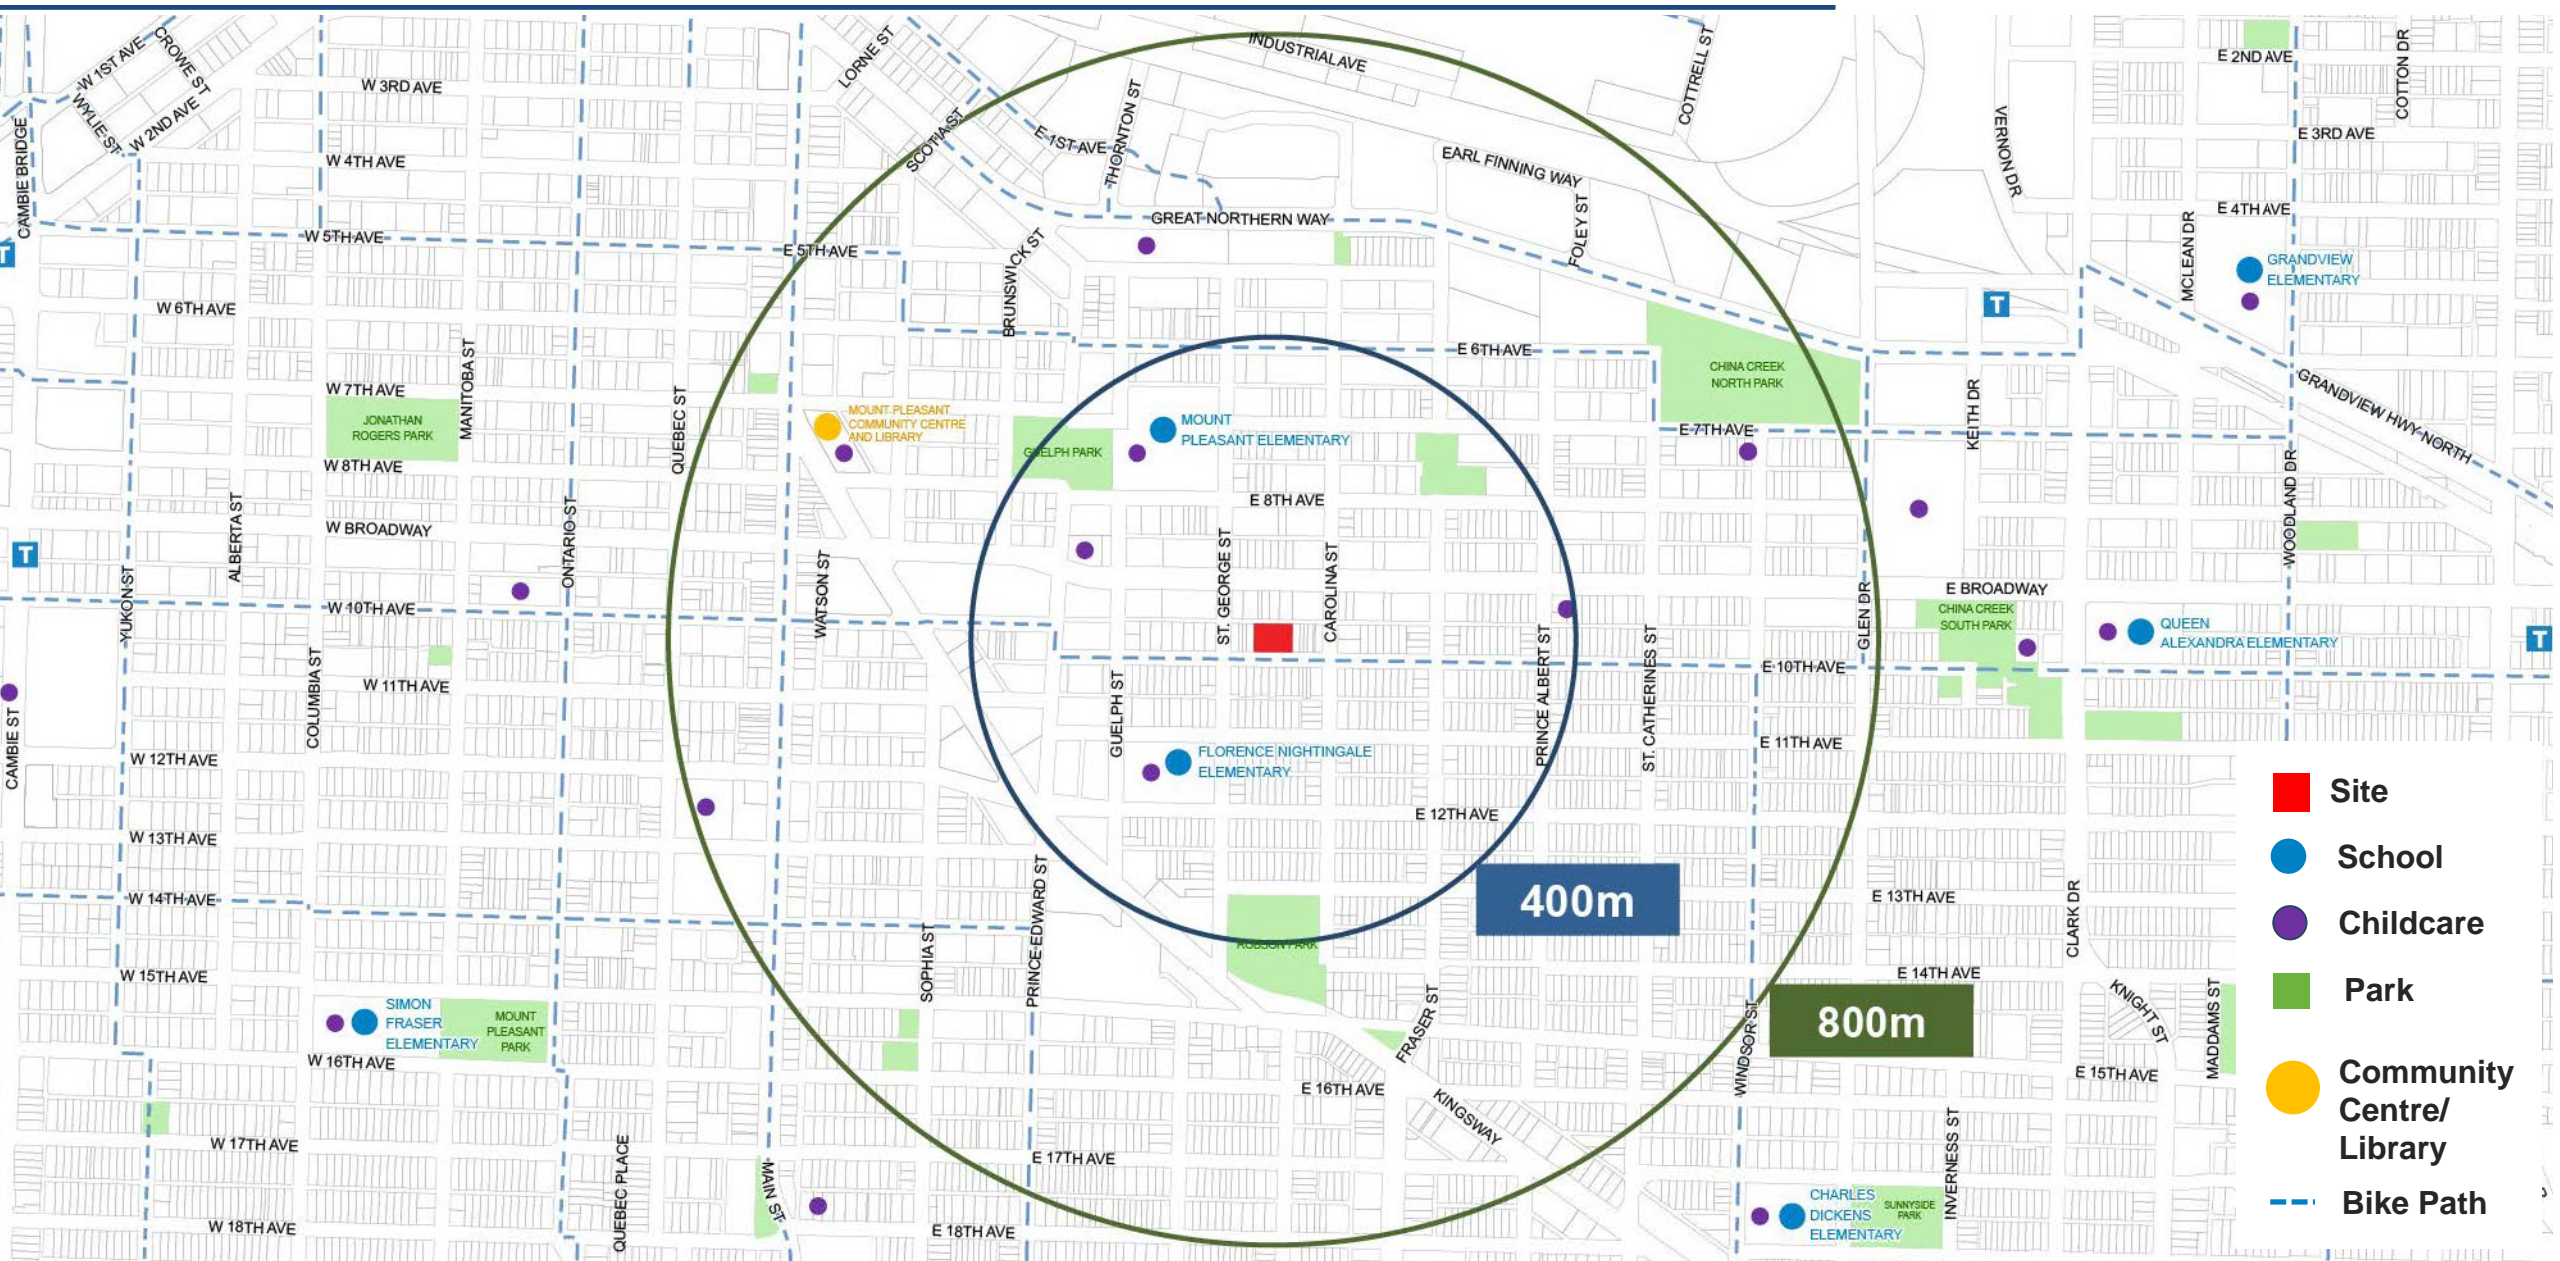 W 1ST AVE
CROWE ST
WYLIE ST
W 2ND AVE
CAMBIE BRIDGE
W 3RD AVE
W 4TH AVE
W 5TH AVE
W 6TH AVE
W 7TH AVE
JONATHAN
ROGERS PARK
MANITOBA ST
W 8TH AVE
QUEBEC ST
ALBERTA ST
W BROADWAY
ONTARIO ST
YUKON ST
W 10TH AVE
COLUMBIA ST
W 11TH AVE
CAMBIE ST
W 12TH AVE
W 13TH AVE
W 14TH AVE
W 15TH AVE
SIMON
FRASER
ELEMENTARY
MOUNT
PLEASANT
PARK
W 16TH AVE
W 17TH AVE
W 18TH AVE
QUEBEC PLACE
MAIN ST
LORNE ST
SCOTIA ST
INDUSTRIAL AVE
THORNTON ST
E 1ST AVE
COTTRELL ST
EARL FINNING WAY
FOLEY ST
GREAT NORTHERN WAY
E 5TH AVE
BRUNSWICK ST
E 6TH AVE
CHINA CREEK
NORTH PARK
MOUNT PLEASANT
COMMUNITY CENTRE
AND LIBRARY
GUELPH PARK
MOUNT
PLEASANT ELEMENTARY
E 7TH AVE
E 8TH AVE
WATSON ST
ST. GEORGE ST
CAROLINA ST
GUELPH ST
PRINCE ALBERT ST
ST. CATHERINES ST
GLEN DR
E 10TH AVE
FLORENCE NIGHTINGALE
ELEMENTARY
E 11TH AVE
E 12TH AVE
400m
PRINCE EDWARD ST
SOPHIA ST
ROBSON PARK
E 13TH AVE
E 14TH AVE
800m
FRASER ST
WINDSOR ST
KINGSWAY
E 15TH AVE
E 16TH AVE
E 17TH AVE
E 18TH AVE
CHARLES
DICKENS
ELEMENTARY
SUNNYSIDE
PARK
INVERNESS ST
CLARK DR
KNIGHT ST
MADDAMS ST
VERNON DR
E 2ND AVE
COTTON DR
E 3RD AVE
E 4TH AVE
MCLEAN DR
GRANDVIEW
ELEMENTARY
T
T
T
T
GRANDVIEW HWY NORTH
KEITH DR
WOODLAND DR
E BROADWAY
CHINA CREEK
SOUTH PARK
QUEEN
ALEXANDRA ELEMENTARY
Site
School
Childcare
Park
Community
Centre/
Library
Bike Path